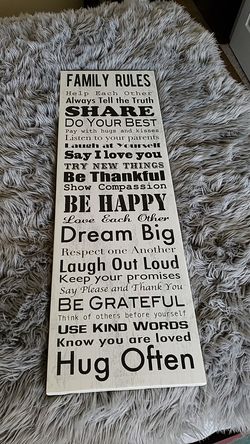 FAMILY RULES
Help Each Other
Always Tell the Truth
SHARE
DO YOUR BEST
Pay with hugs and kisses
Listen to your parents
Laugh at Yourself
Say I love you
TRY NEW THINGS
Be Thankful
Show Compassion
BE HAPPY
Love Each Other
Dream Big
Respect one Another
Laugh Out Loud
Keep your promises
Say Please and Thank You
BE GRATEFUL
Think of others before yourself
USE KIND WORDS
Know you are loved
Hug Often